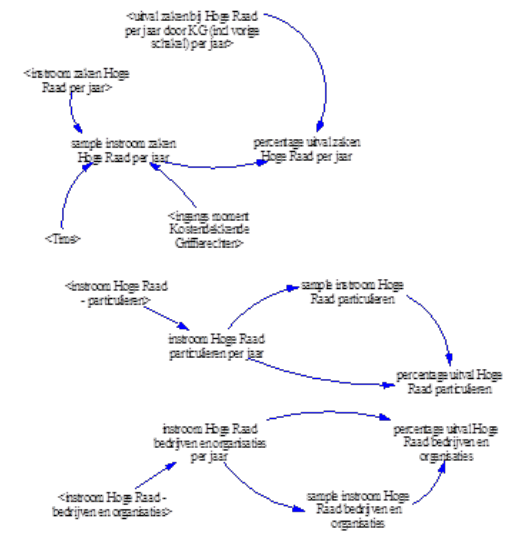 <uitval zaken bij Hoge Raad
per jaar door KG (incl vorige
schakel) per jaar>
<instroom zaken Hoge
Raad per jaar>
sample instroom zaken
Hoge Raad per jaar
percentage uitval zaken
Hoge Raad per jaar
<ingangs moment
Kostendekkende
Griffierechten>
<Time>
<instroom Hoge Raad
- particulieren>
sample instroom Hoge
Raad particulieren
instroom Hoge Raad
particulieren per jaar
percentage uitval Hoge
Raad particulieren
instroom Hoge Raad
bedrijven en organisaties
per jaar
percentage uitval Hoge
Raad bedrijven en
organisaties
<instroom Hoge Raad -
bedrijven en organisaties>
sample instroom Hoge
Raad bedrijven en
organisaties